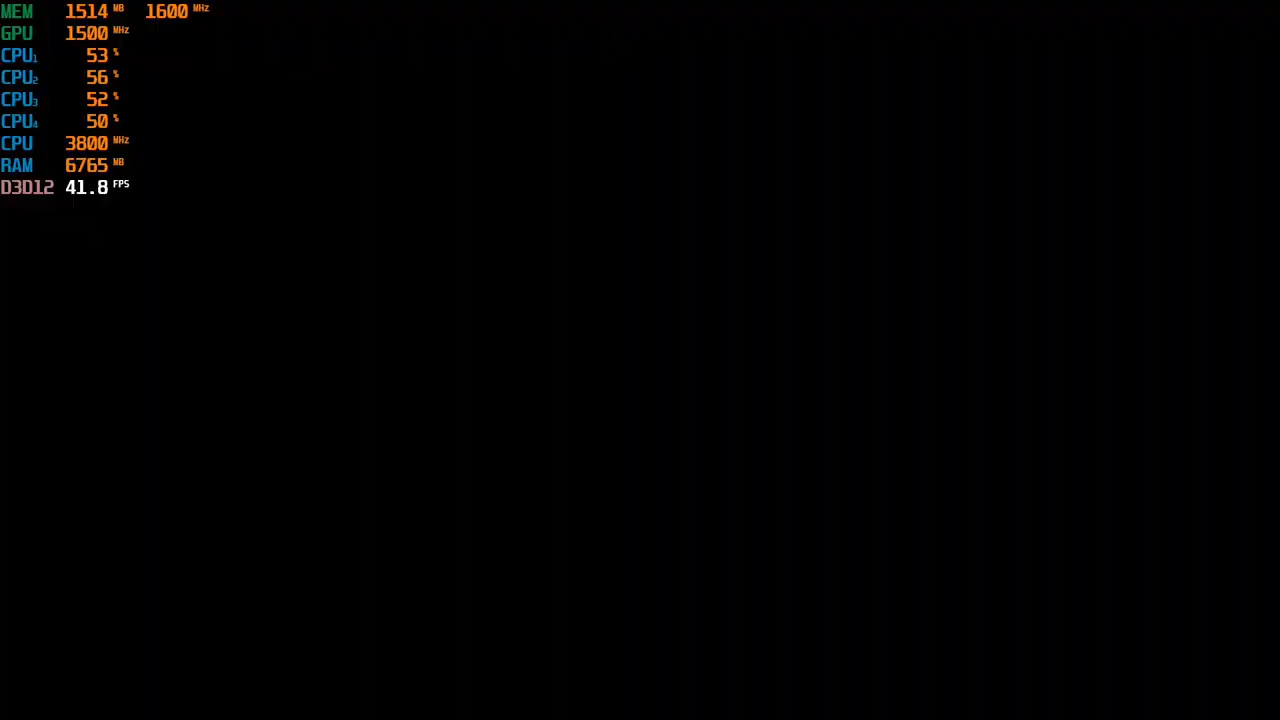 MEM 1514 MB 1600 MHz
GPU 1500 MHz
CPU1 53 %
CPU2 56 %
CPU3 52 %
CPU4 50 %
CPU 3800 MHz
RAM 6765 MB
D3D12 41.8 FPS